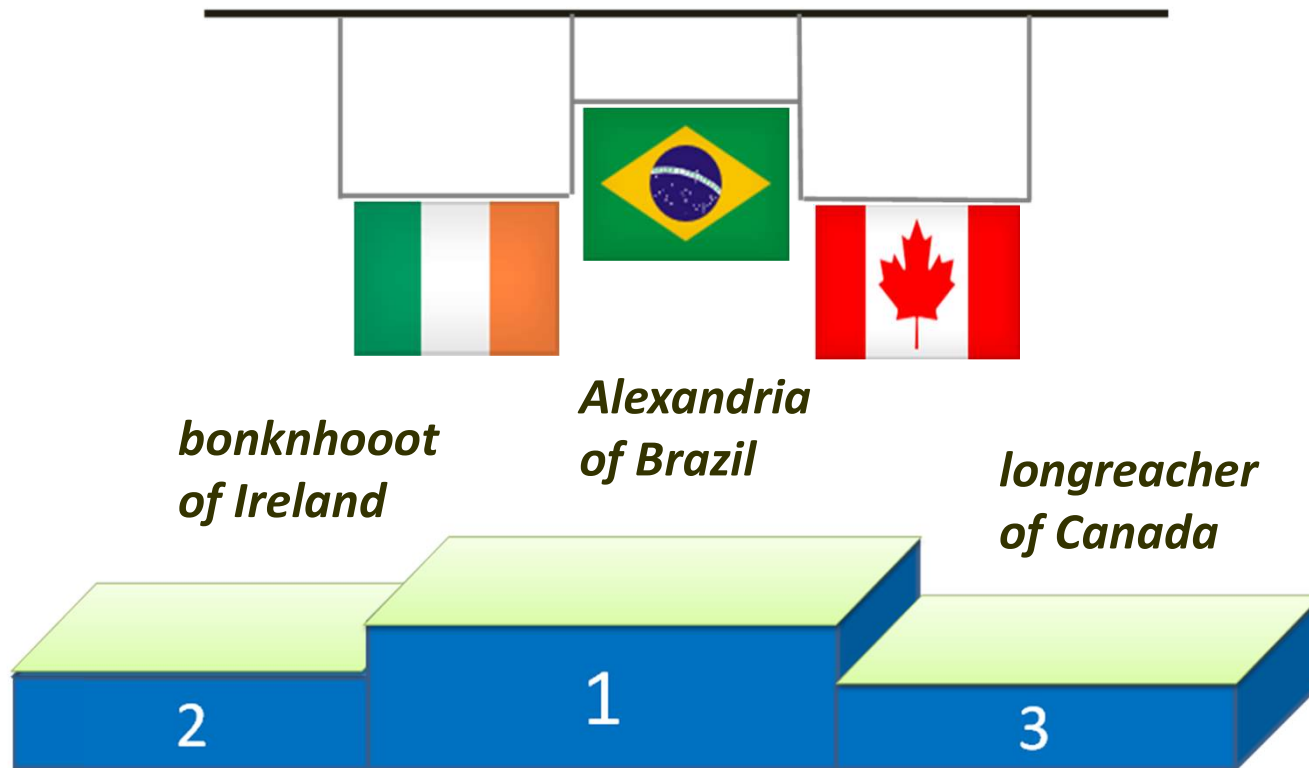 bonknhooot
of Ireland
Alexandria
of Brazil
longreacher
of Canada
2
1
3